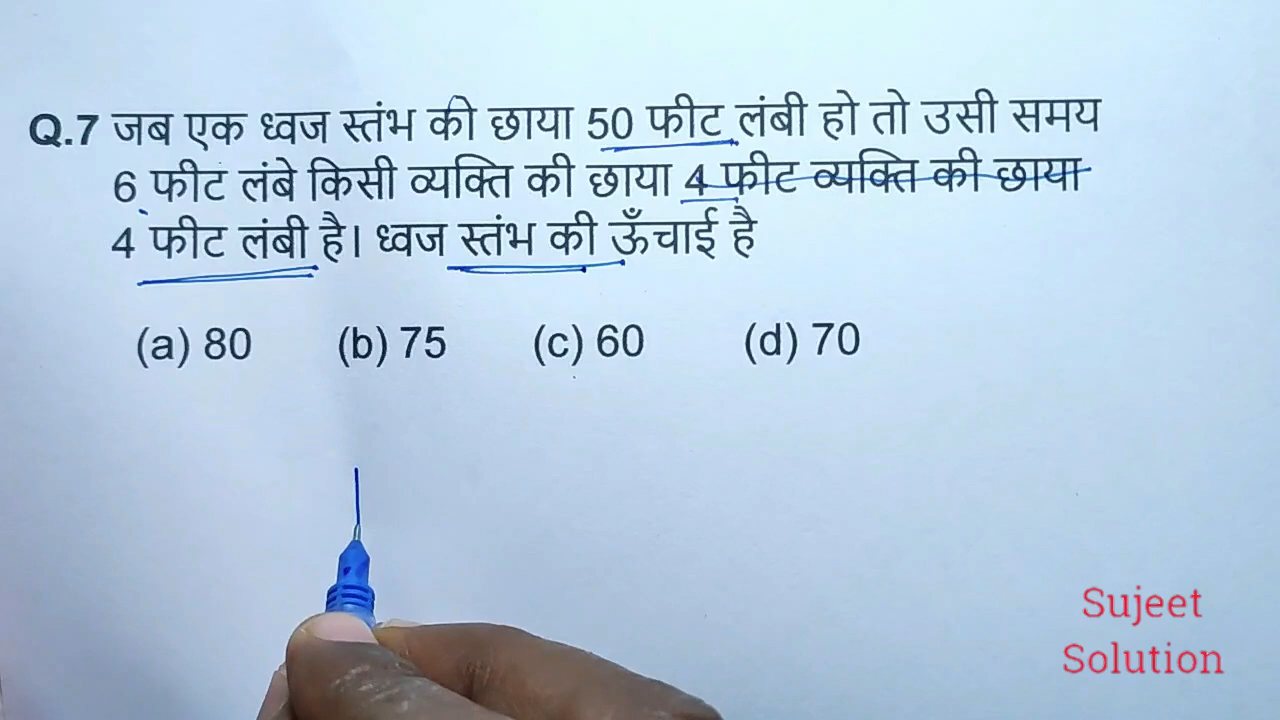 Q.7 जब एक ध्वज स्तंभ की छाया 50 फीट लंबी हो तो उसी समय
6 फीट लंबे किसी व्यक्ति की छाया 4 फीट व्यक्ति की छाया
4 फीट लंबी है। ध्वज स्तंभ की ऊँचाई है
(a) 80 (b) 75 (c) 60 (d) 70
Sujeet
Solution